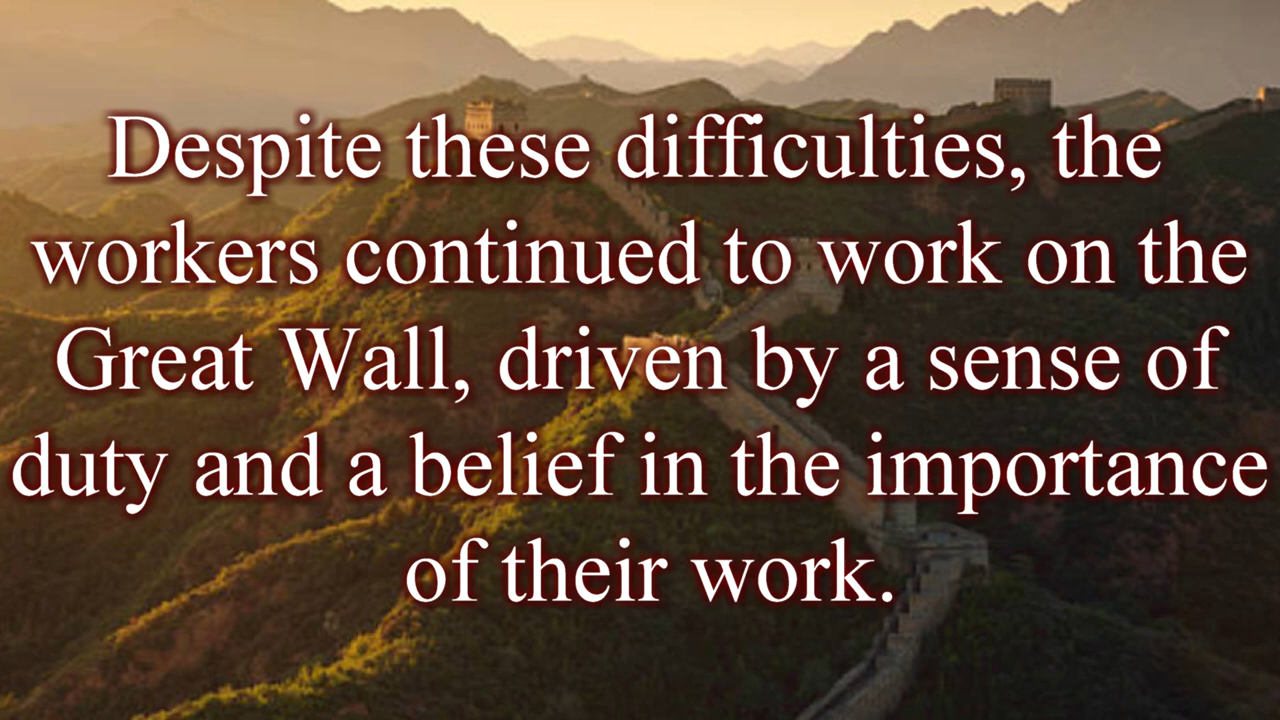 Despite these difficulties, the
workers continued to work on the
Great Wall, driven by a sense of
duty and a belief in the importance
of their work.